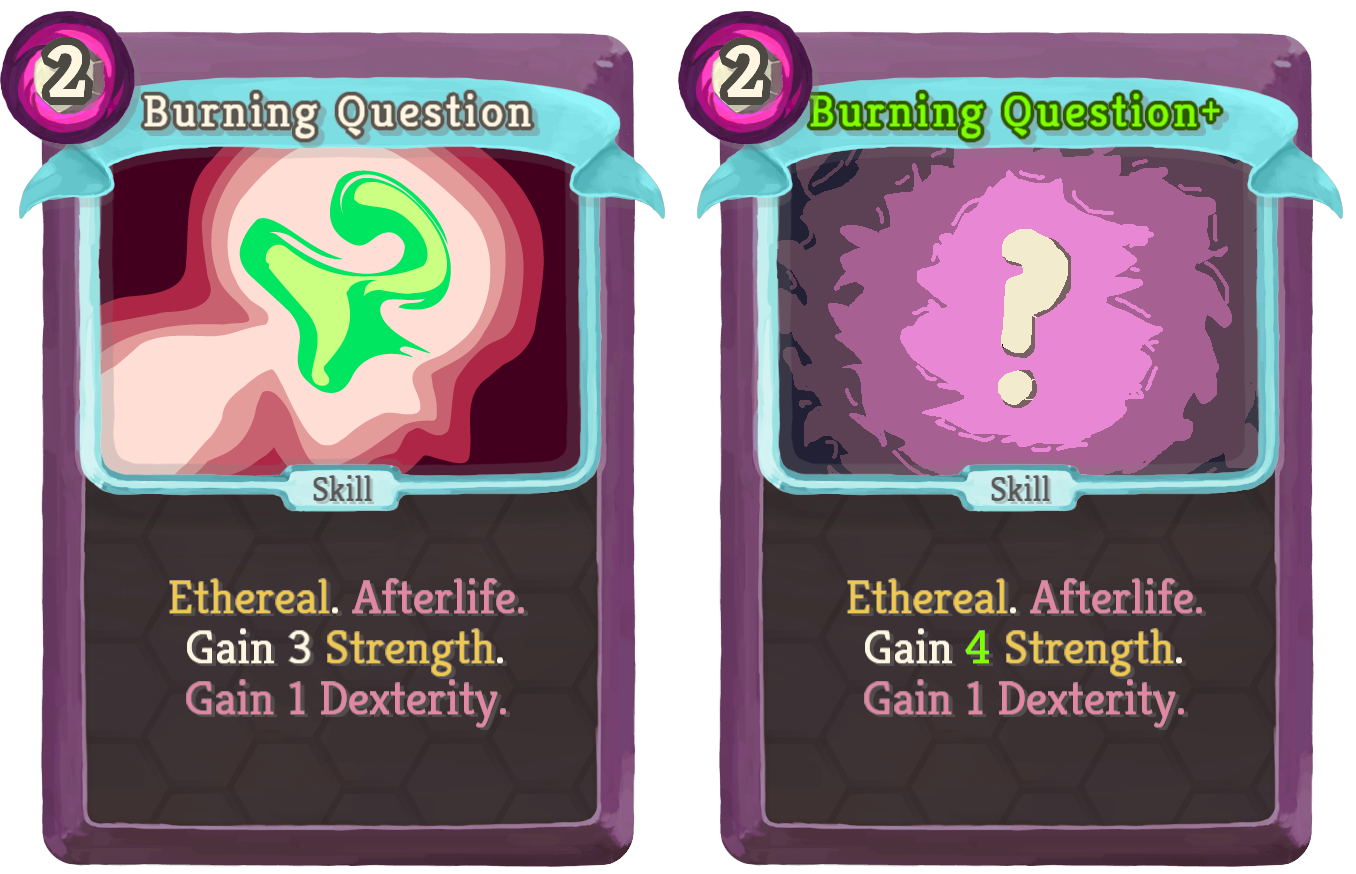 2
Burning Question
Skill
Ethereal. Afterlife.
Gain 3 Strength.
Gain 1 Dexterity.
2
Burning Question+
?
Skill
Ethereal. Afterlife.
Gain 4 Strength.
Gain 1 Dexterity.